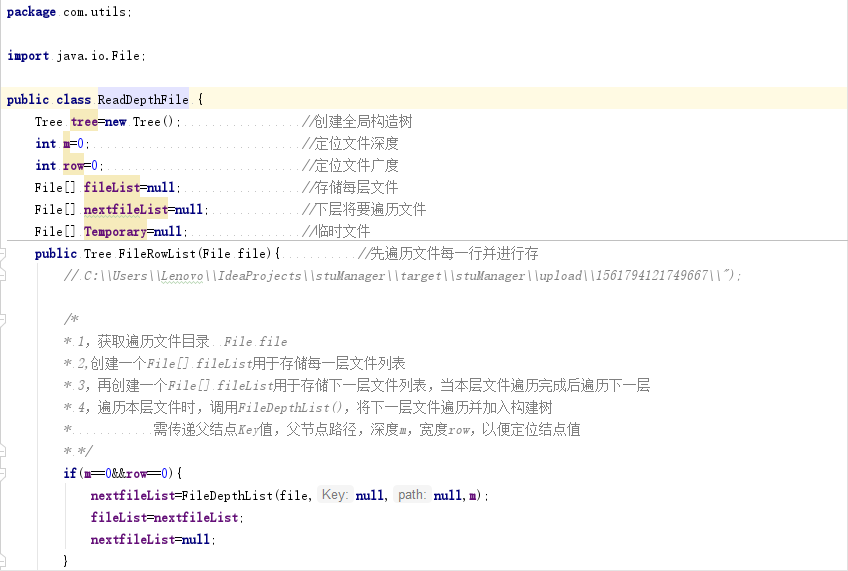 package com.utils;
import java.io.File;
public class ReadDepthFile {
Tree tree=new Tree(); //创建全局构造树
int m=0; //定位文件深度
int row=0; //定位文件广度
File[] fileList=null; //存储每层文件
File[] nextfileList=null; //下层将要遍历文件
File[] Temporary=null; //临时文件
public Tree FileRowList(File file){ //先遍历文件每一行并进行存
// C:\\Users\\Lenovo\\IdeaProjects\\stuManager\\target\\stuManager\\upload\\1561794121749667\\");
/*
* 1，获取遍历文件目录 File file
* 2,创建一个File[] fileList用于存储每一层文件列表
* 3，再创建一个File[] fileList用于存储下一层文件列表，当本层文件遍历完成后遍历下一层
* 4，遍历本层文件时，调用FileDepthList()，将下一层文件遍历并加入构建树
* 需传递父结点Key值，父节点路径，深度m，宽度row，以便定位结点值
* */
if(m==0&&row==0){
nextfileList=FileDepthList(file, Key: null, path: null,m);
fileList=nextfileList;
nextfileList=null;
}